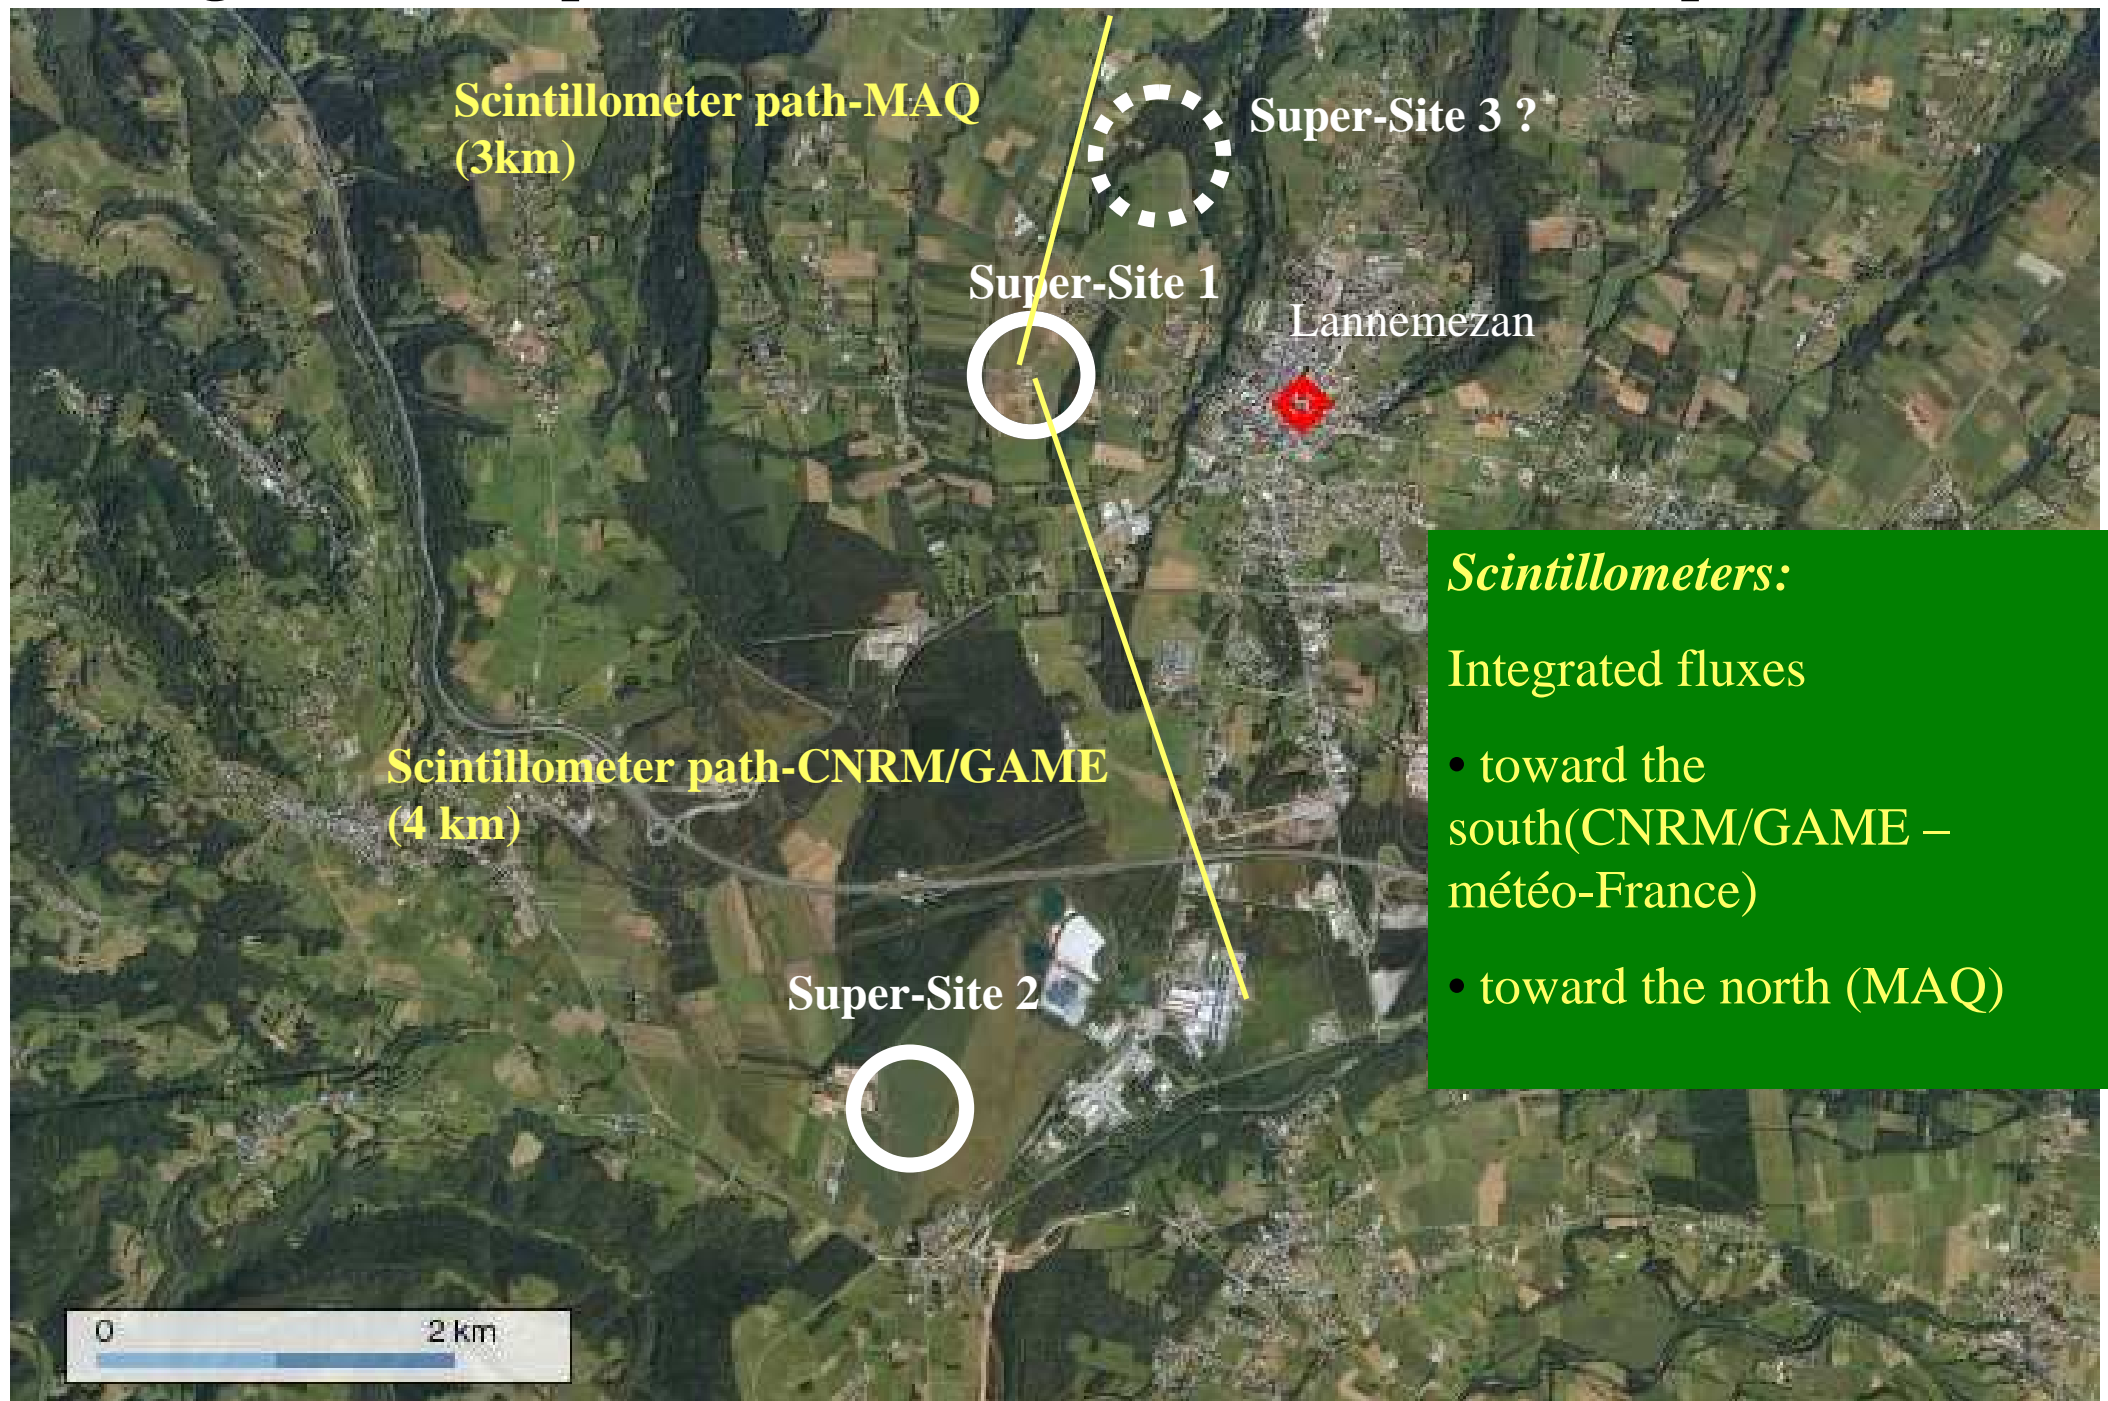 Scintillometer path-MAQ
(3km)
Super-Site 3 ?
Super-Site 1
Lannemezan
Scintillometers:
Integrated fluxes
• toward the
south(CNRM/GAME –
météo-France)
• toward the north (MAQ)
Scintillometer path-CNRM/GAME
(4 km)
Super-Site 2
0 2 km